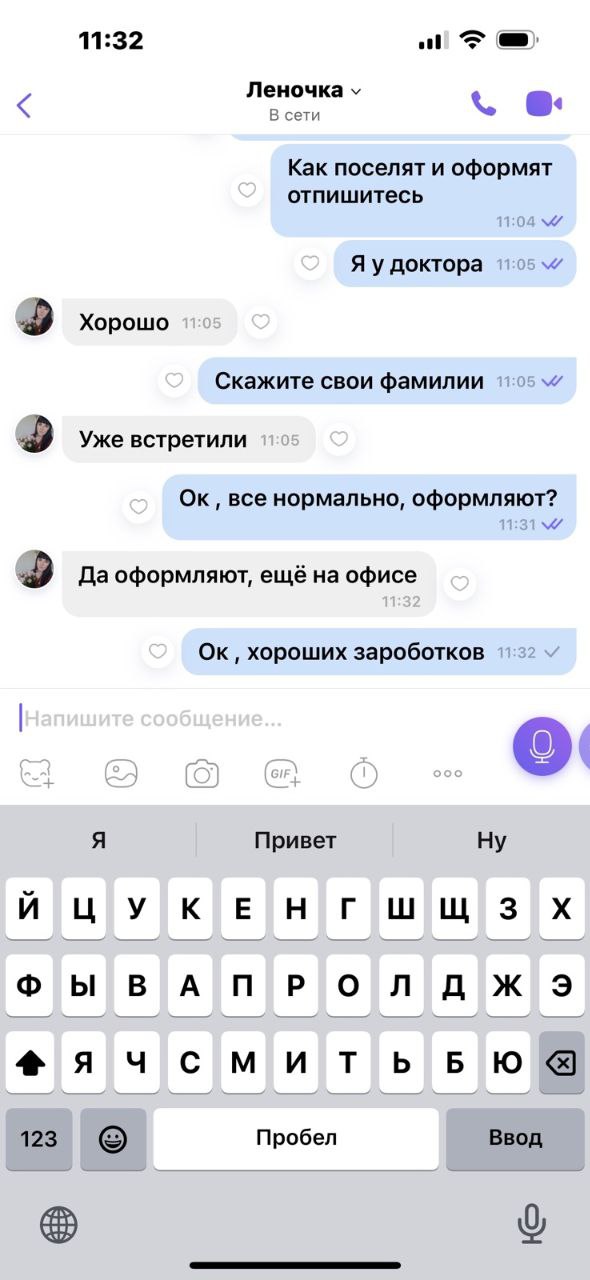 11:32
Леночка
В сети
Как поселят и оформят
отпишитесь
11:04
Я у доктора 11:05
Хорошо 11:05
Скажите свои фамилии 11:05
Уже встретили 11:05
Ок , все нормально, оформляют?
11:31
Да оформляют, ещё на офисе
11:32
Ок , хороших зароботков 11:32
Напишите сообщение...
GIF
Я Привет Ну
Й Ц У К Е Н Г Ш Щ З Х
Ф Ы В А П Р О Л Д Ж Э
Я Ч С М И Т Ь Б Ю
123 Пробел Ввод